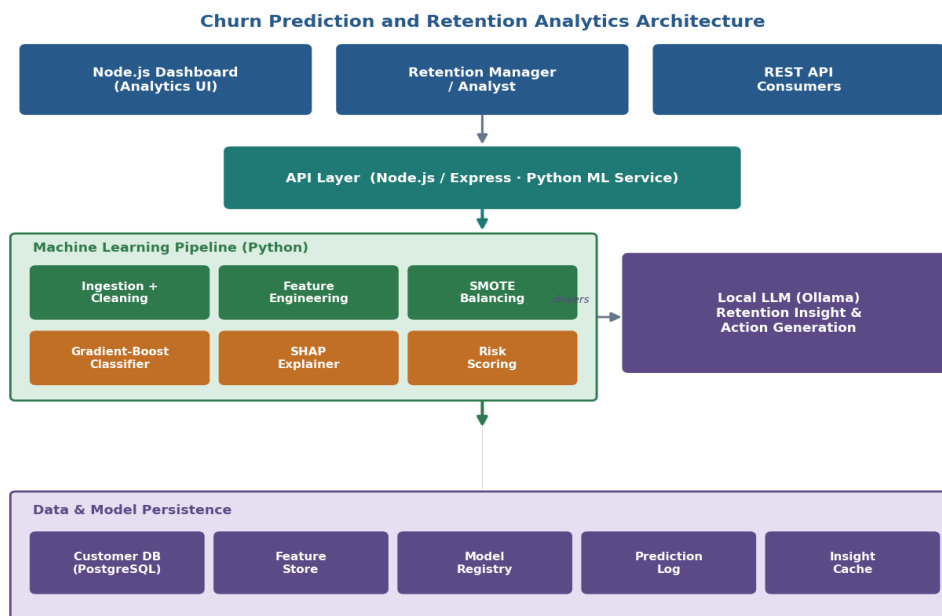 Churn Prediction and Retention Analytics Architecture
Node.js Dashboard
(Analytics UI)
Retention Manager
/ Analyst
REST API
Consumers
API Layer  (Node.js / Express · Python ML Service)
Machine Learning Pipeline (Python)
Ingestion +
Cleaning
Feature
Engineering
SMOTE
Balancing
drivers
Gradient-Boost
Classifier
SHAP
Explainer
Risk
Scoring
Local LLM (Ollama)
Retention Insight &
Action Generation
Data & Model Persistence
Customer DB
(PostgreSQL)
Feature
Store
Model
Registry
Prediction
Log
Insight
Cache